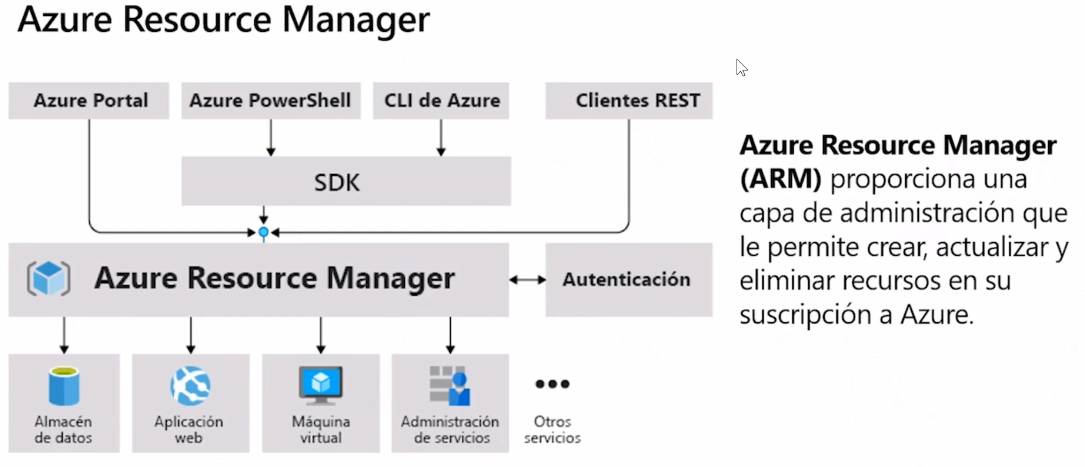 Azure Resource Manager
Azure Portal
Azure PowerShell
CLI de Azure
Clientes REST
SDK
Azure Resource Manager
Autenticación
Almacén
de datos
Aplicación
web
Máquina
virtual
Administración
de servicios
Otros
servicios
Azure Resource Manager
(ARM) proporciona una
capa de administración que
le permite crear, actualizar y
eliminar recursos en su
suscripción a Azure.